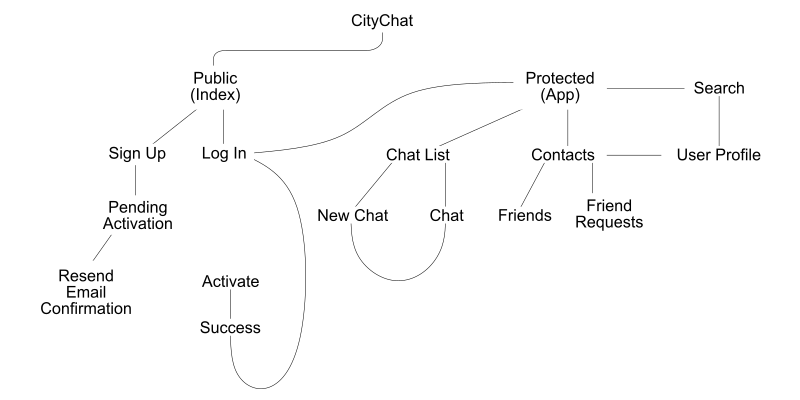 CityChat
Public
(Index)
Protected
(App)
Search
Sign Up
Log In
Chat List
Contacts
User Profile
Pending
Activation
New Chat
Chat
Friends
Friend
Requests
Resend
Email
Confirmation
Activate
Success